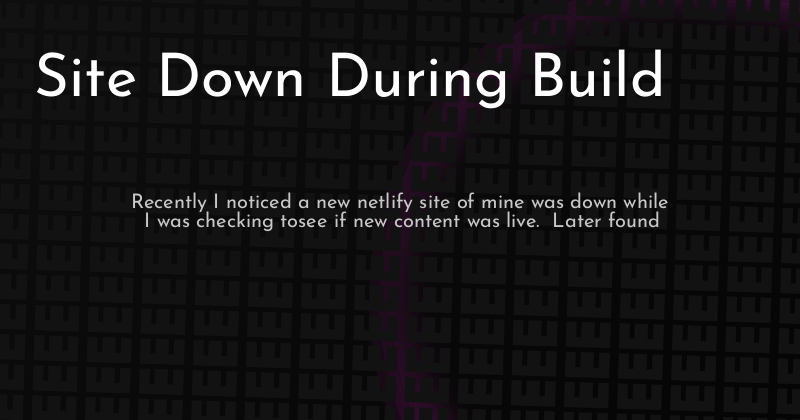 Site Down During Build
Recently I noticed a new netlify site of mine was down while
I was checking tosee if new content was live.  Later found